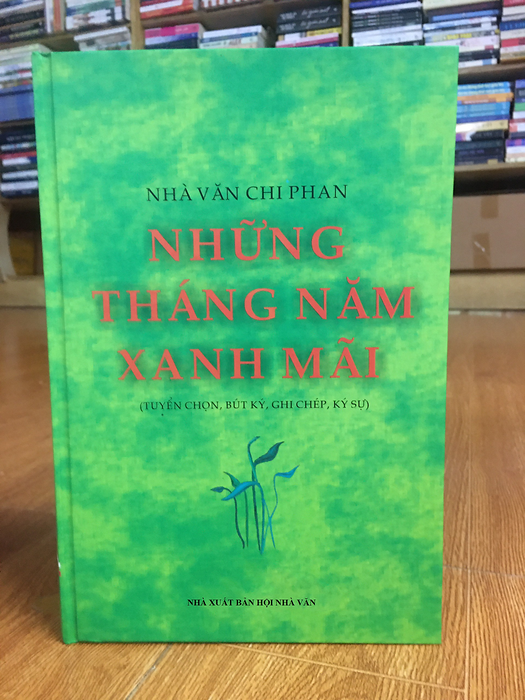 NHÀ VĂN CHI PHAN
NHỮNG
THÁNG NĂM
XANH MÃI
(TUYỂN CHỌN, BÚT KÝ, GHI CHÉP, KÝ SỰ)
NHÀ XUẤT BẢN HỘI NHÀ VĂN